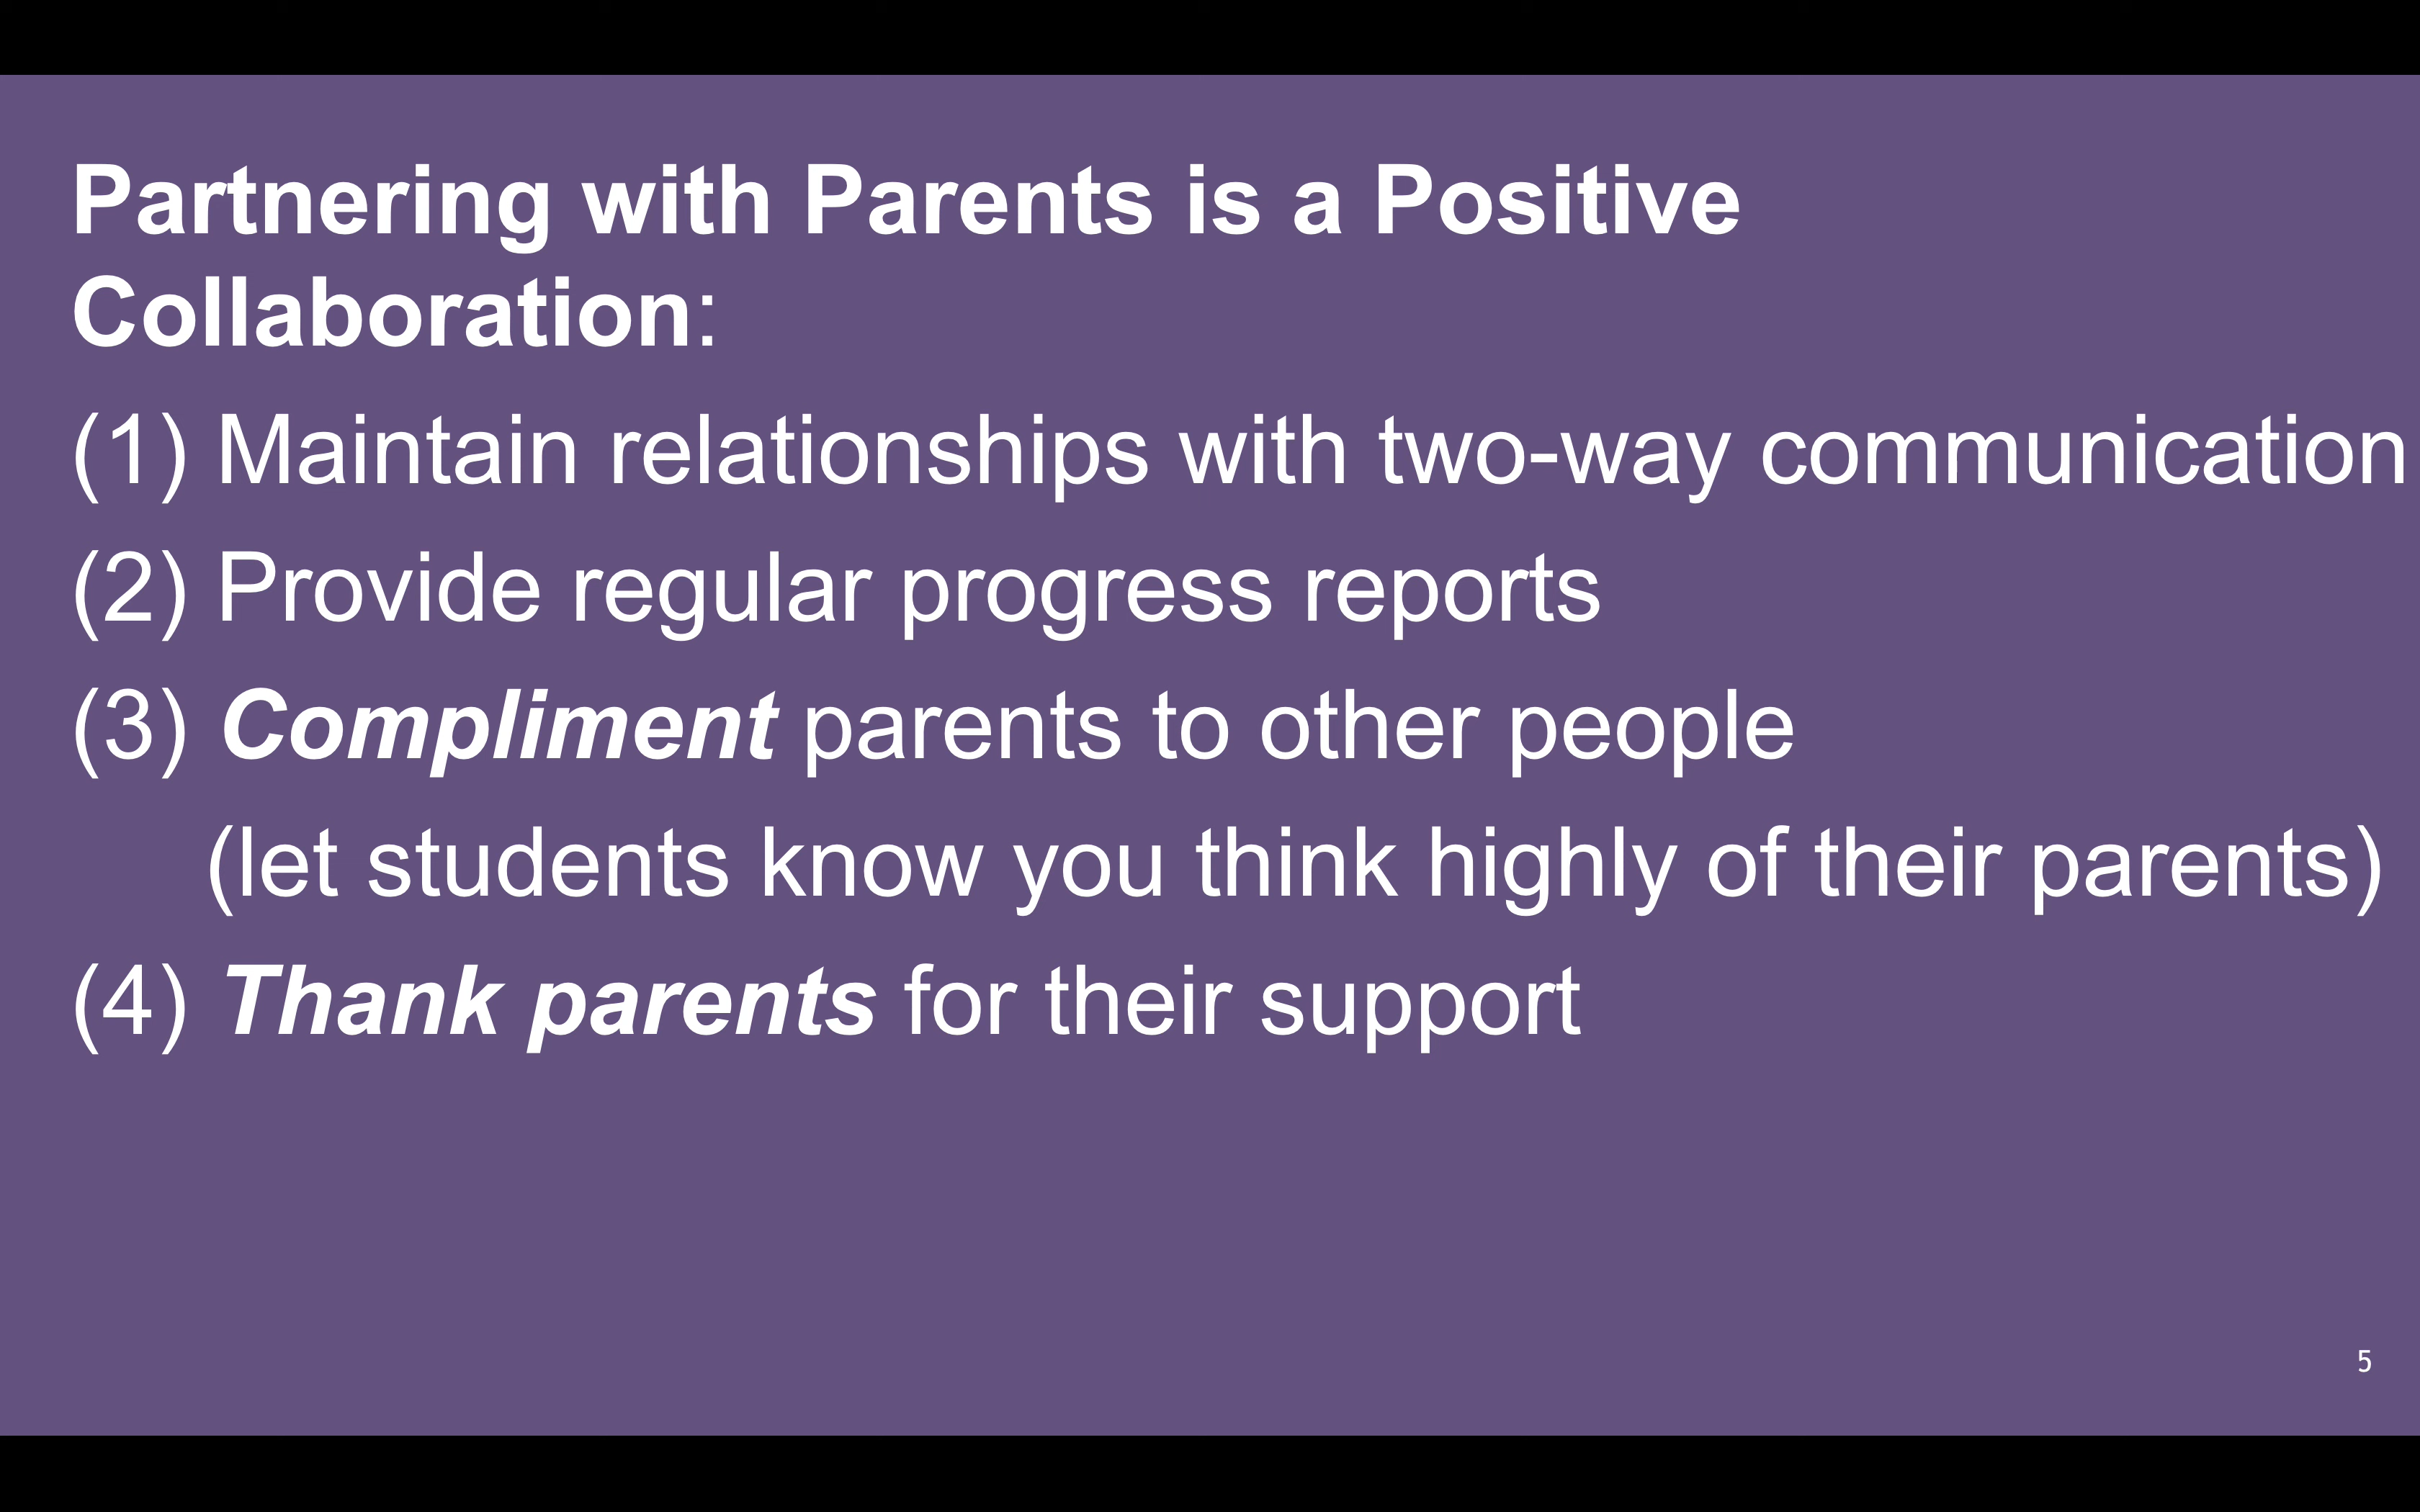 Partnering with Parents is a Positive
Collaboration:
(1) Maintain relationships with two-way communication
(2) Provide regular progress reports
(3) Compliment parents to other people
(let students know you think highly of their parents)
(4) Thank parents for their support
5